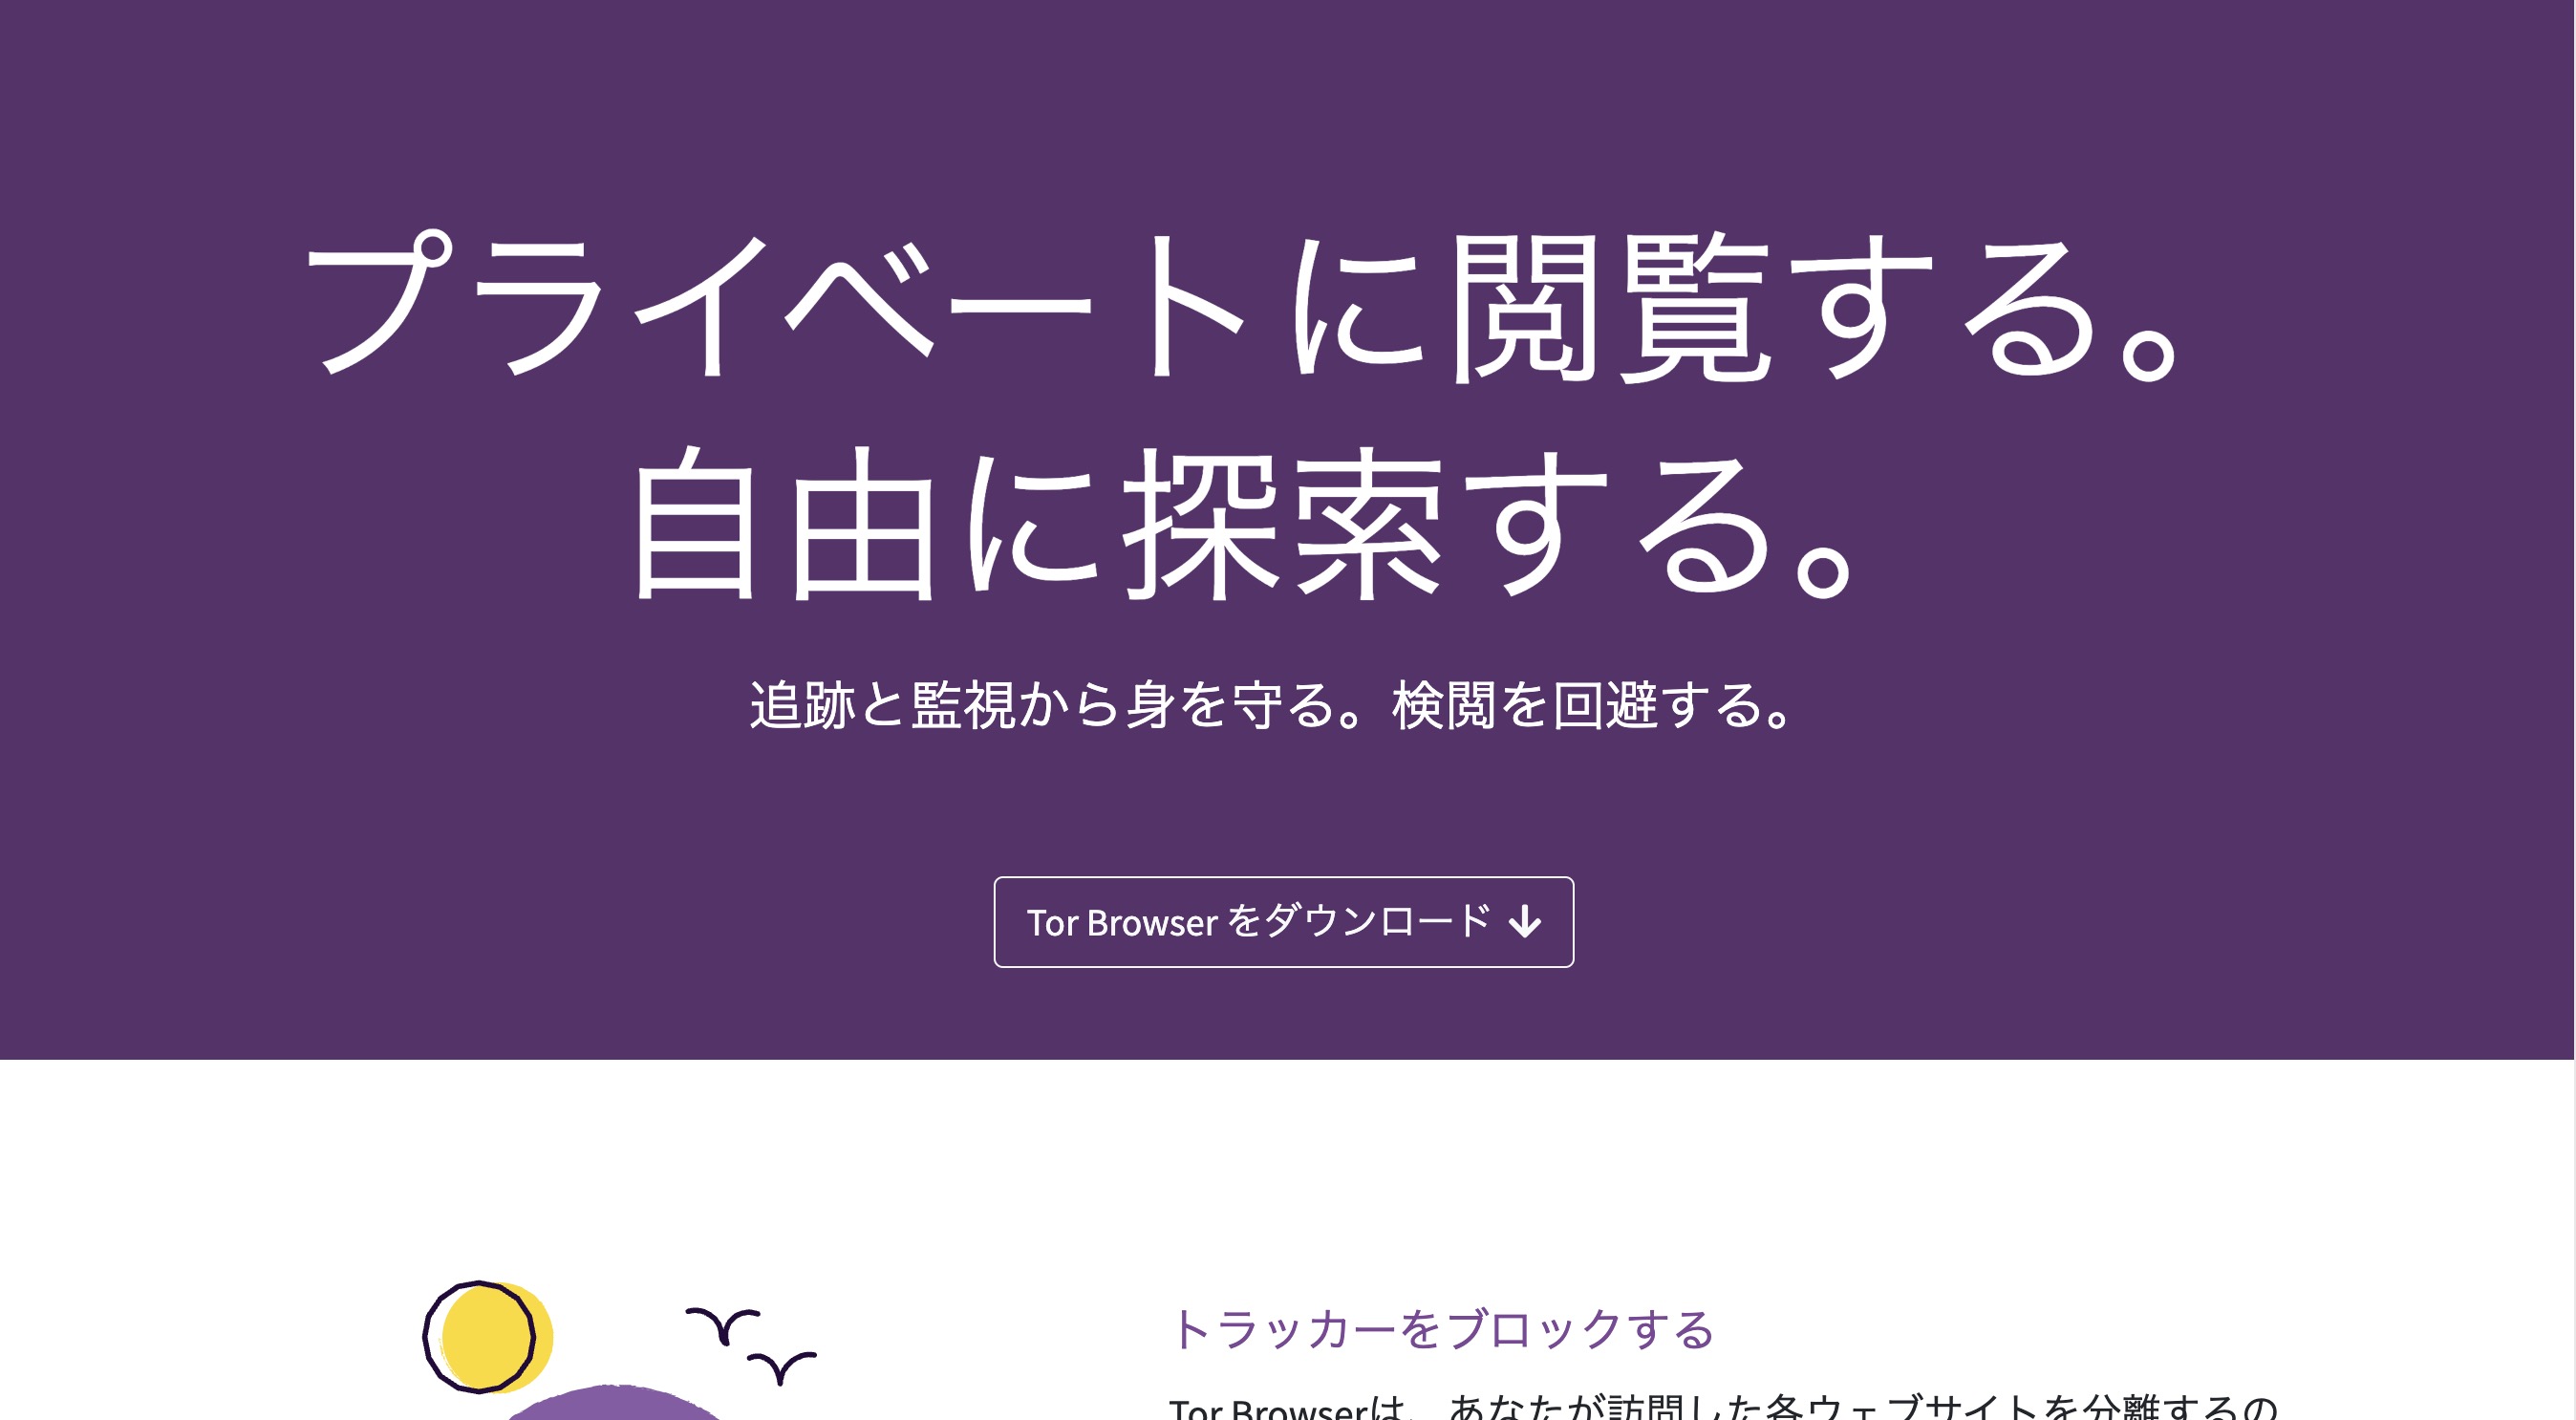 プライベートに閲覧する。
自由に探索する。
追跡と監視から身を守る。検閲を回避する。
Tor Browser をダウンロード
トラッカーをブロックする
Tor Browserは、あなたが訪問した各ウェブサイトを分離するの